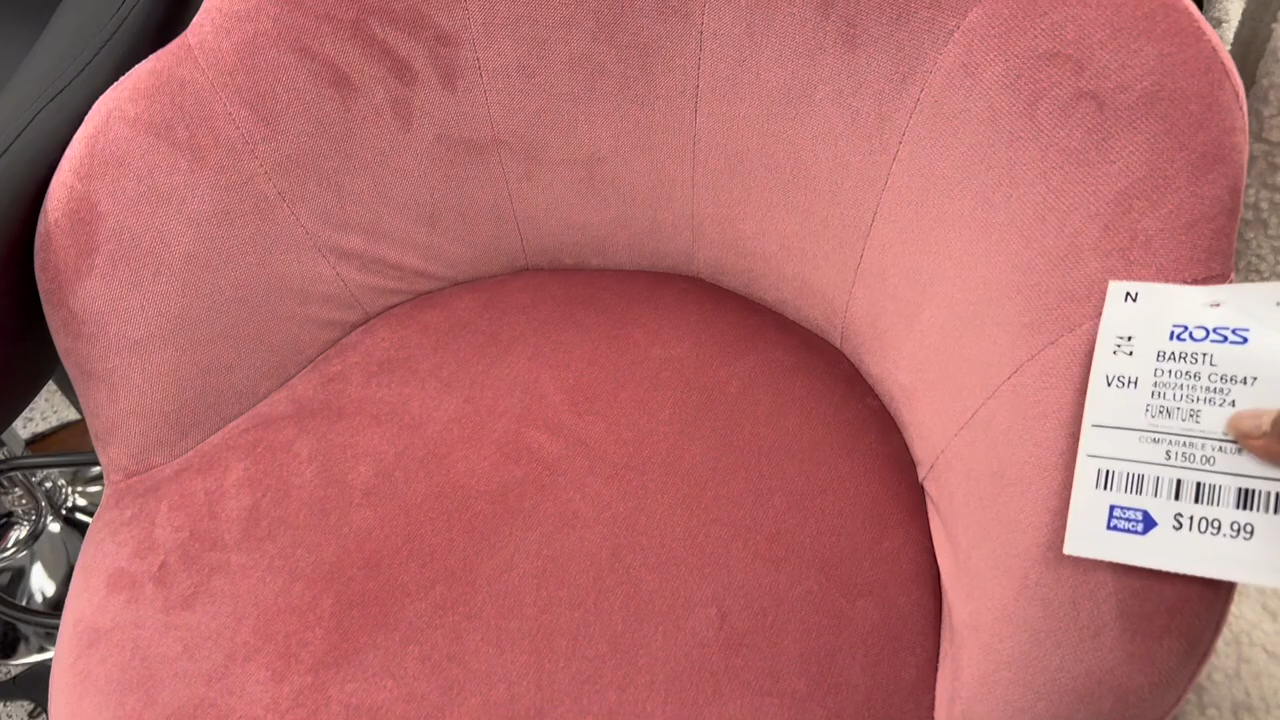 N
ROSS
214
BARSTL
D1056 C6647
VSH
400241618482
BLUSH624
FURNITURE
COMPARABLE VALUE
$150.00
ROSS
PRICE
$109.99